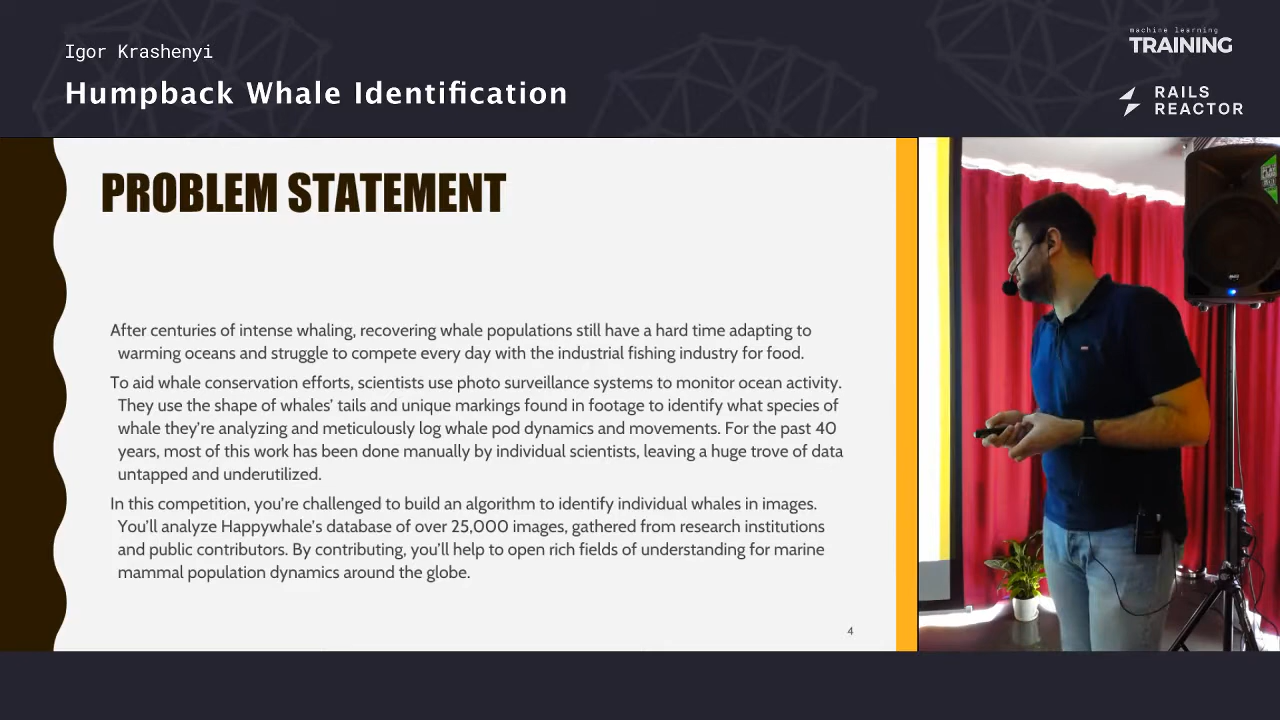 Igor Krashenyi
Humpback Whale Identification
machine learning
TRAINING
RAILS
REACTOR
PROBLEM STATEMENT
After centuries of intense whaling, recovering whale populations still have a hard time adapting to
warming oceans and struggle to compete every day with the industrial fishing industry for food.
To aid whale conservation efforts, scientists use photo surveillance systems to monitor ocean activity.
They use the shape of whales' tails and unique markings found in footage to identify what species of
whale they're analyzing and meticulously log whale pod dynamics and movements. For the past 40
years, most of this work has been done manually by individual scientists, leaving a huge trove of data
untapped and underutilized.
In this competition, you're challenged to build an algorithm to identify individual whales in images.
You'll analyze Happywhale's database of over 25,000 images, gathered from research institutions
and public contributors. By contributing, you'll help to open rich fields of understanding for marine
mammal population dynamics around the globe.
4